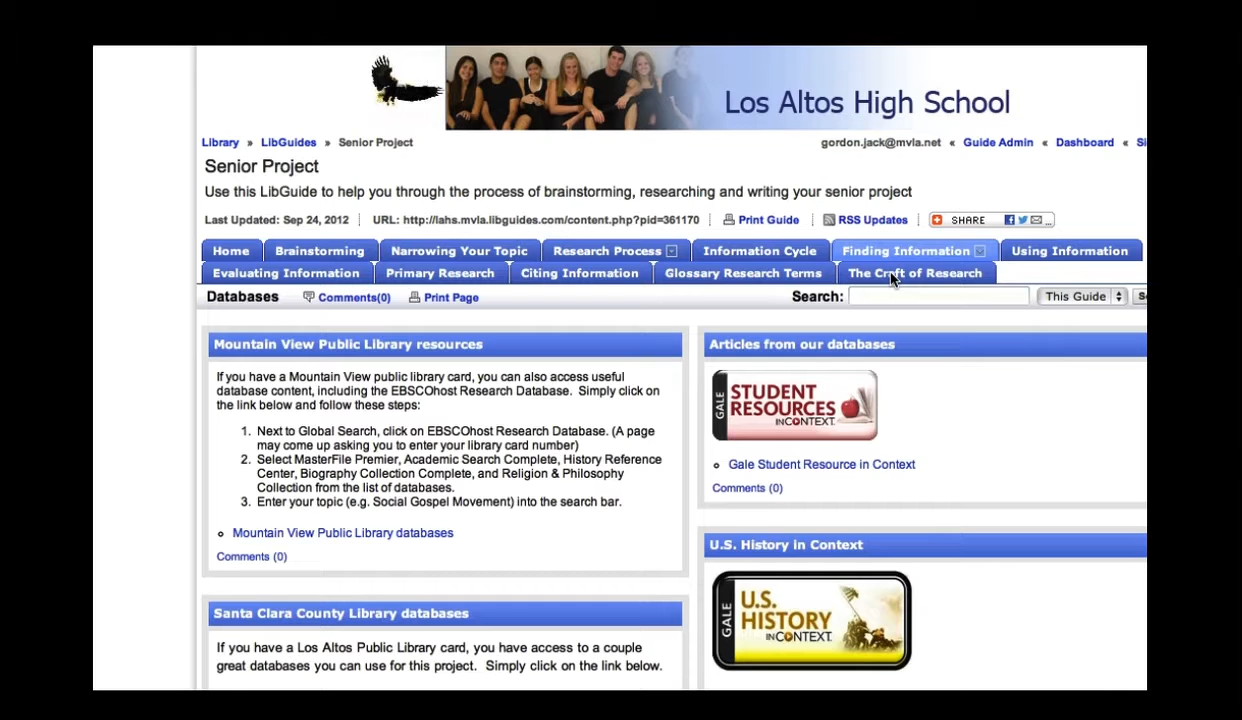 Los Altos High School
Library » LibGuides » Senior Project
gordon.jack@mvla.net « Guide Admin « Dashboard « Si
Senior Project
Use this LibGuide to help you through the process of brainstorming, researching and writing your senior project
Last Updated: Sep 24, 2012 URL: http://lahs.mvla.libguides.com/content.php?pid=361170 Print Guide RSS Updates SHARE ...
Home Brainstorming Narrowing Your Topic Research Process Information Cycle Finding Information Using Information
Evaluating Information Primary Research Citing Information Glossary Research Terms The Craft of Research
Databases Comments(0) Print Page Search: This Guide Se
Mountain View Public Library resources
If you have a Mountain View public library card, you can also access useful
database content, including the EBSCOhost Research Database. Simply click on
the link below and follow these steps:
1. Next to Global Search, click on EBSCOhost Research Database. (A page
may come up asking you to enter your library card number)
2. Select MasterFile Premier, Academic Search Complete, History Reference
Center, Biography Collection Complete, and Religion & Philosophy
Collection from the list of databases.
3. Enter your topic (e.g. Social Gospel Movement) into the search bar.
Mountain View Public Library databases
Comments (0)
Santa Clara County Library databases
If you have a Los Altos Public Library card, you have access to a couple
great databases you can use for this project. Simply click on the link below.
Articles from our databases
GALE
STUDENT
RESOURCES
IN CONTEXT
Gale Student Resource in Context
Comments (0)
U.S. History in Context
GALE
U.S.
HISTORY
IN CONTEXT